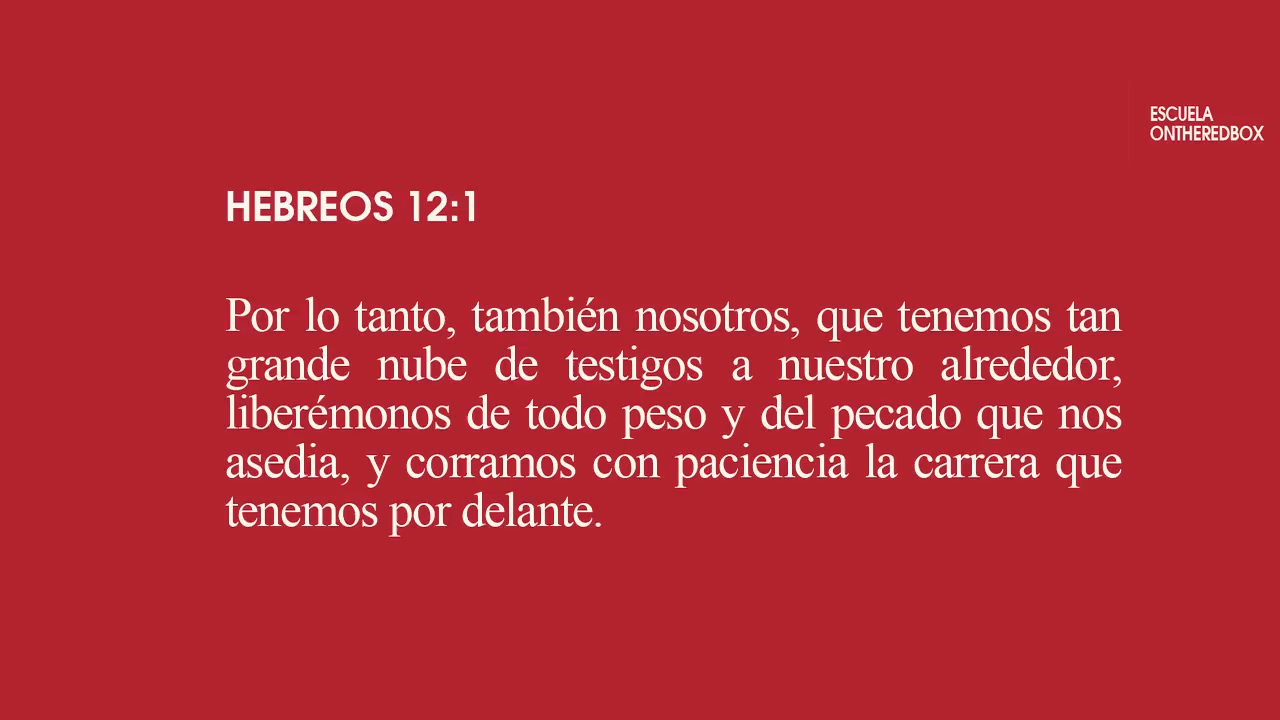 ESCUELA
ONTHEREDBOX
HEBREOS 12:1
Por lo tanto, también nosotros, que tenemos tan
grande nube de testigos a nuestro alrededor,
liberémonos de todo peso y del pecado que nos
asedia, y corramos con paciencia la carrera que
tenemos por delante.